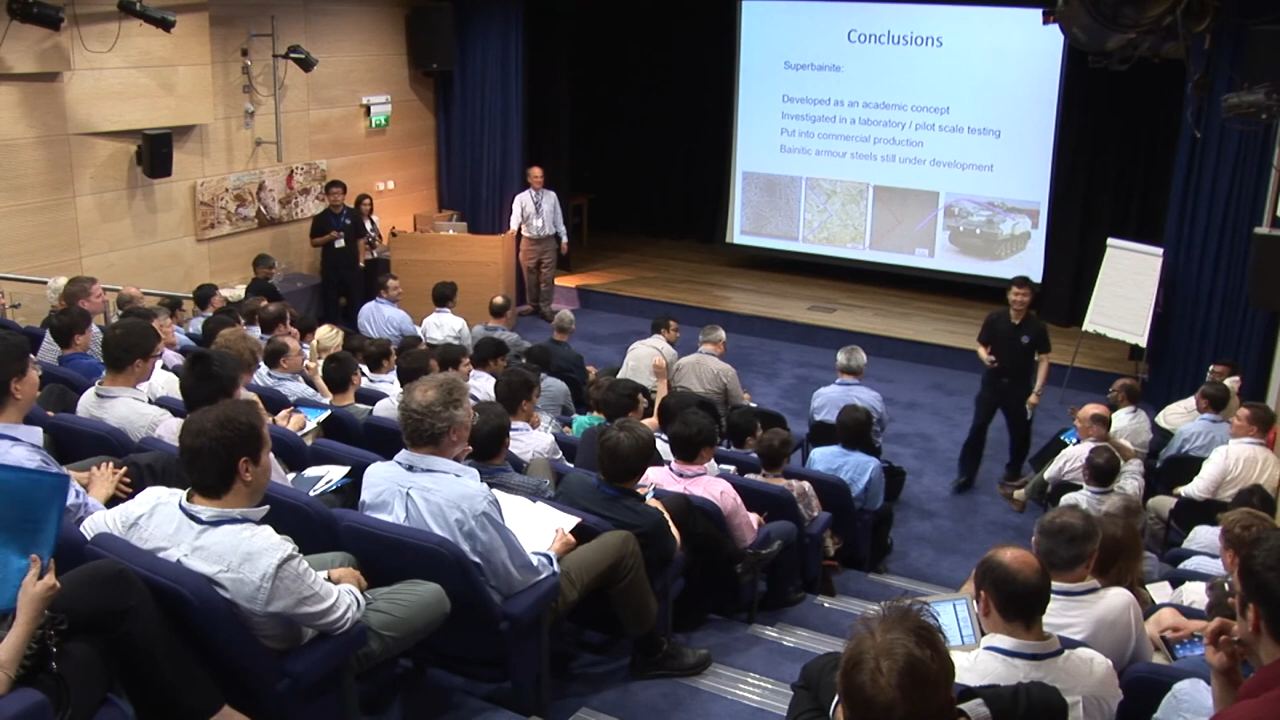 Conclusions
Superbainite:
Developed as an academic concept
Investigated in a laboratory / pilot scale testing
Put into commercial production
Bainitic armour steels still under development